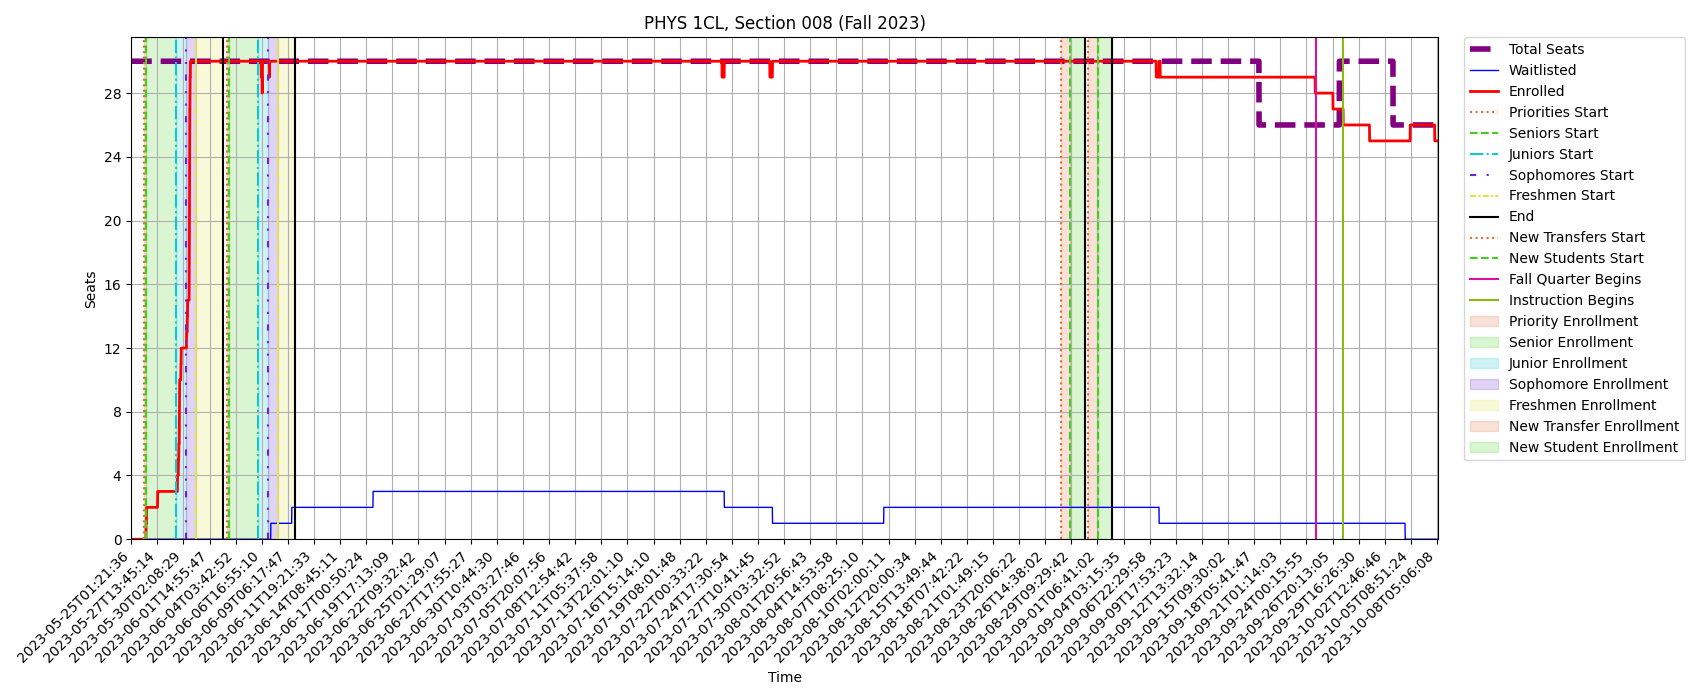 PHYS 1CL, Section 008 (Fall 2023)
Seats
28
24
20
16
12
8
4
0
2023-05-25T01:21:36
2023-05-27T13:45:14
2023-05-30T02:08:29
2023-06-01T14:55:47
2023-06-04T03:42:52
2023-06-06T16:55:10
2023-06-09T06:17:47
2023-06-11T19:21:33
2023-06-14T08:45:11
2023-06-17T00:50:24
2023-06-19T17:13:09
2023-06-22T09:32:42
2023-06-25T01:29:07
2023-06-27T17:55:27
2023-06-30T10:44:30
2023-07-03T03:27:46
2023-07-05T20:07:56
2023-07-08T12:54:42
2023-07-11T05:37:58
2023-07-13T22:01:10
2023-07-16T15:14:10
2023-07-19T08:01:48
2023-07-22T00:33:22
2023-07-24T17:30:54
2023-07-27T10:41:45
2023-07-30T03:32:52
2023-08-01T20:56:43
2023-08-04T14:53:58
2023-08-07T08:25:10
2023-08-10T02:00:11
2023-08-12T20:00:34
2023-08-15T13:49:44
2023-08-18T07:42:22
2023-08-21T01:49:15
2023-08-23T20:06:22
2023-08-26T14:38:02
2023-08-29T09:29:42
2023-09-01T06:41:02
2023-09-04T03:15:35
2023-09-06T22:29:58
2023-09-09T17:53:23
2023-09-12T13:32:14
2023-09-15T09:30:02
2023-09-18T05:41:47
2023-09-21T01:14:03
2023-09-24T00:15:55
2023-09-26T20:13:05
2023-09-29T16:26:30
2023-10-02T12:46:46
2023-10-05T08:51:24
2023-10-08T05:06:08
Time
Total Seats
Waitlisted
Enrolled
Priorities Start
Seniors Start
Juniors Start
Sophomores Start
Freshmen Start
End
New Transfers Start
New Students Start
Fall Quarter Begins
Instruction Begins
Priority Enrollment
Senior Enrollment
Junior Enrollment
Sophomore Enrollment
Freshmen Enrollment
New Transfer Enrollment
New Student Enrollment